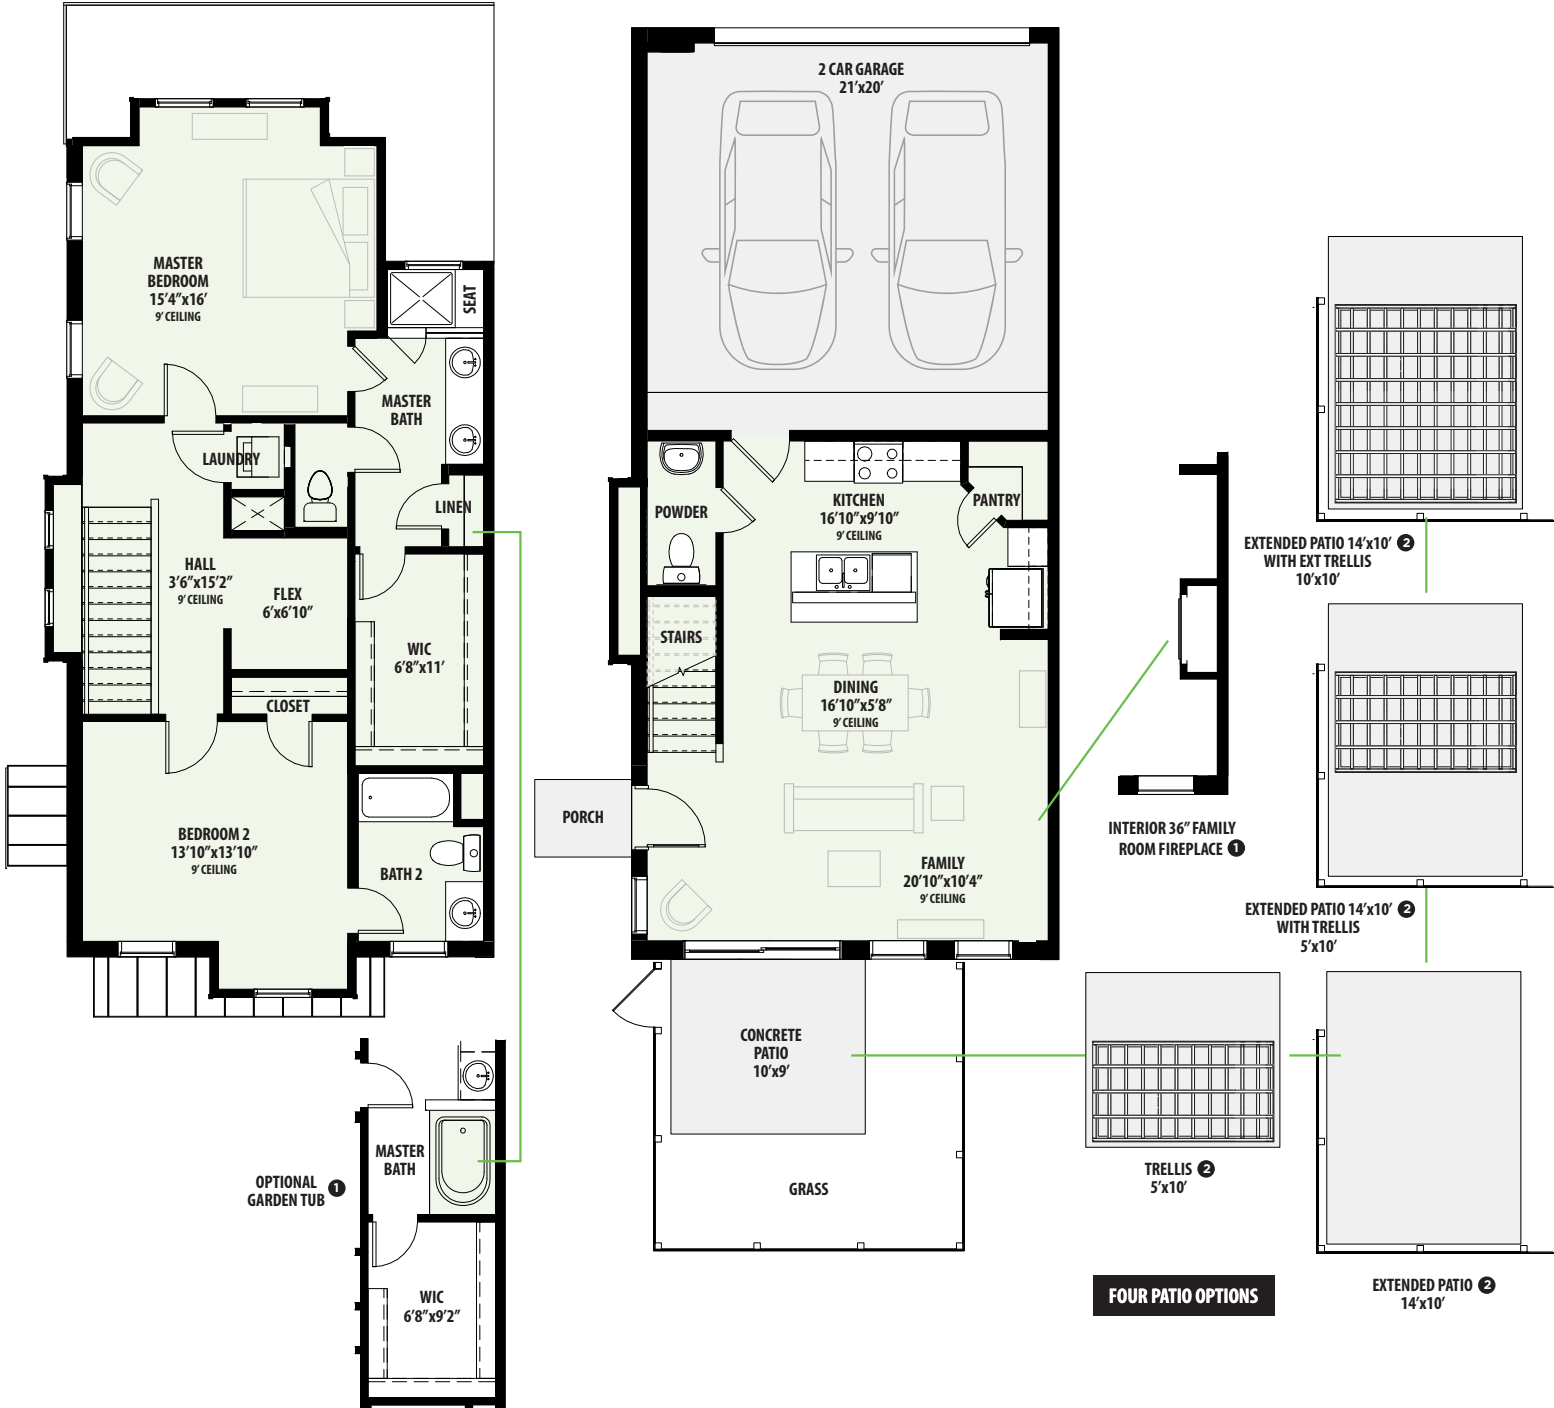 MASTER
BEDROOM
15'4"x16'
9' CEILING
SEAT
MASTER
BATH
LAUNDRY
LINEN
HALL
3'6"x15'2"
9' CEILING
FLEX
6'x6'10"
WIC
6'8"x11'
CLOSET
BEDROOM 2
13'10"x13'10"
9' CEILING
BATH 2
MASTER
BATH
OPTIONAL
GARDEN TUB 1
WIC
6'8"x9'2"
2 CAR GARAGE
21'x20'
POWDER
KITCHEN
16'10"x9'10"
9' CEILING
PANTRY
STAIRS
DINING
16'10"x5'8"
9' CEILING
PORCH
FAMILY
20'10"x10'4"
9' CEILING
CONCRETE
PATIO
10'x9'
GRASS
INTERIOR 36" FAMILY
ROOM FIREPLACE 1
EXTENDED PATIO 14'x10' 2
WITH EXT TRELLIS
10'x10'
EXTENDED PATIO 14'x10' 2
WITH TRELLIS
5'x10'
TRELLIS 2
5'x10'
EXTENDED PATIO 2
14'x10'
FOUR PATIO OPTIONS